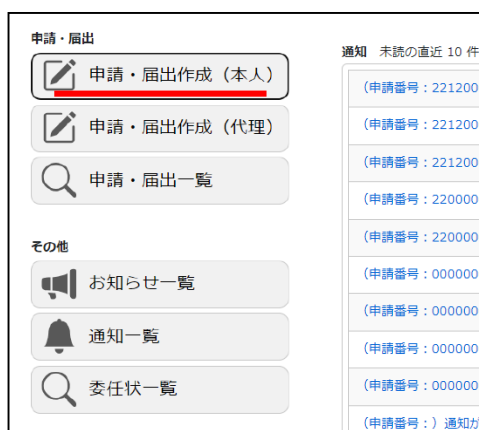 申請・届出
申請・届出作成（本人）
申請・届出作成（代理）
申請・届出一覧
その他
お知らせ一覧
通知一覧
委任状一覧
通知 未読の直近 10 件
（申請番号：221200
（申請番号：221200
（申請番号：221200
（申請番号：220000
（申請番号：220000
（申請番号：000000
（申請番号：000000
（申請番号：000000
（申請番号：000000
（申請番号：）通知が